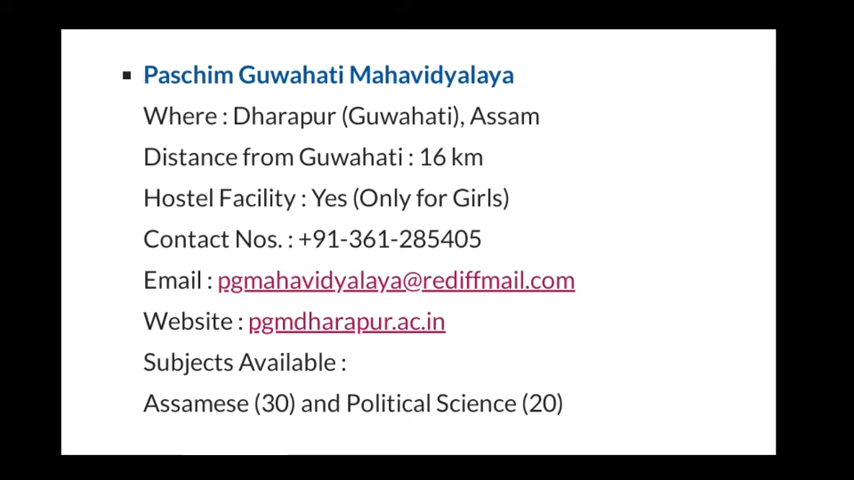 Paschim Guwahati Mahavidyalaya
Where : Dharapur (Guwahati), Assam
Distance from Guwahati : 16 km
Hostel Facility : Yes (Only for Girls)
Contact Nos. : +91-361-285405
Email : pgmahavidyalaya@rediffmail.com
Website : pgmdharapur.ac.in
Subjects Available :
Assamese (30) and Political Science (20)